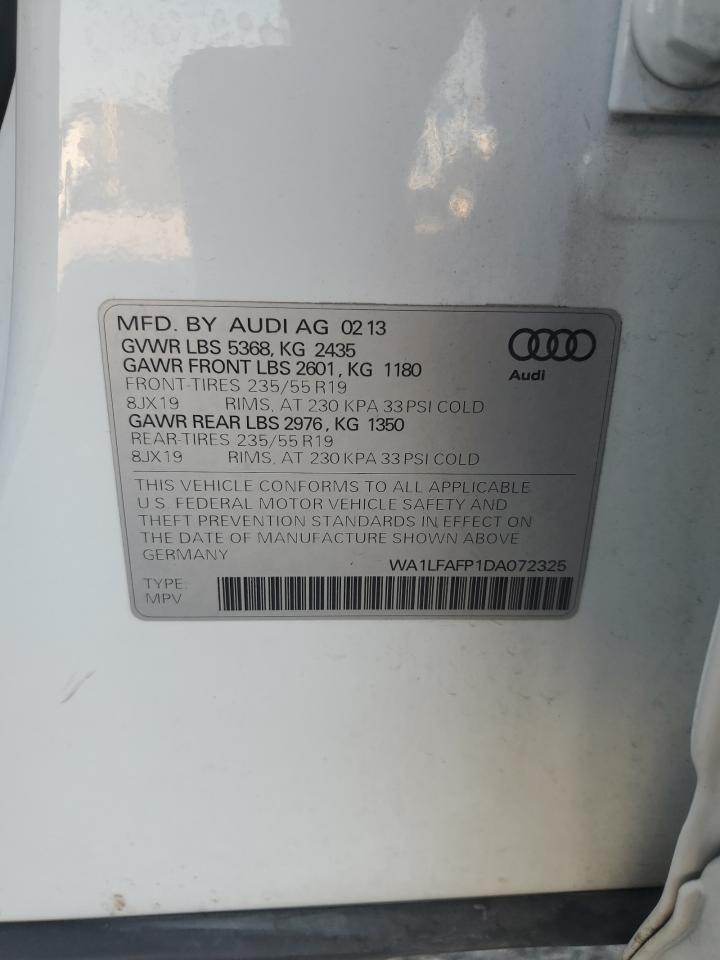 MFD. BY AUDI AG 02 13
GVWR LBS 5368, KG 2435
GAWR FRONT LBS 2601, KG 1180
FRONT-TIRES 235/55 R19
8JX19 RIMS, AT 230 KPA 33 PSI COLD
GAWR REAR LBS 2976, KG 1350
REAR-TIRES 235/55 R19
8JX19 RIMS, AT 230 KPA 33 PSI COLD
Audi
THIS VEHICLE CONFORMS TO ALL APPLICABLE
U.S. FEDERAL MOTOR VEHICLE SAFETY AND
THEFT PREVENTION STANDARDS IN EFFECT ON
THE DATE OF MANUFACTURE SHOWN ABOVE.
GERMANY
WA1LFAFP1DA072325
TYPE:
MPV